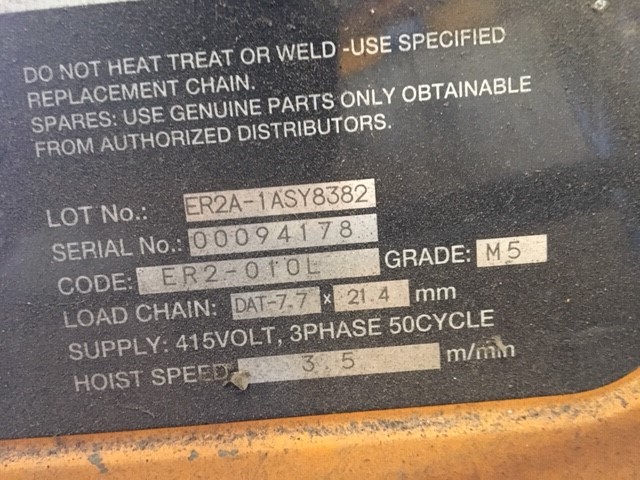 DO NOT HEAT TREAT OR WELD -USE SPECIFIED
REPLACEMENT CHAIN.
SPARES: USE GENUINE PARTS ONLY OBTAINABLE
FROM AUTHORIZED DISTRIBUTORS.
LOT No.: ER2A-1ASY8382
SERIAL No.: 00094178
CODE: ER2-010L GRADE: M5
LOAD CHAIN: DAT-7.7 × 21.4 mm
SUPPLY: 415VOLT, 3PHASE 50CYCLE
HOIST SPEED 3.5 m/min